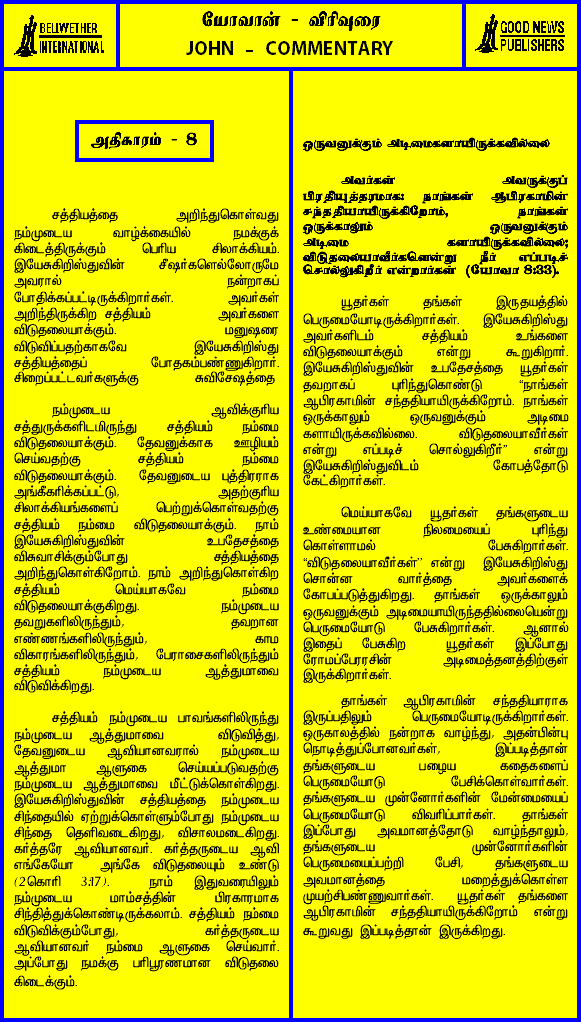 BELWETHER
INTERNATIONAL
யோவான் - விரிவுரை
JOHN - COMMENTARY
GOOD NEWS
PUBLISHERS
அதிகாரம் - 8
சத்தியத்தை அறிந்துகொள்வது
நம்முடைய வாழ்க்கையில் நமக்குக்
கிடைத்திருக்கும் பெரிய சிலாக்கியம்.
இயேசுகிறிஸ்துவின் சீஷர்களெல்லோருமே
அவரால் நன்றாகப்
போதிக்கப்பட்டிருக்கிறார்கள். அவர்கள்
அறிந்திருக்கிற சத்தியம் அவர்களை
விடுதலையாக்கும். மனுஷரை
விடுவிப்பதற்காகவே இயேசுகிறிஸ்து
சத்தியத்தைப் போதகம்பண்ணுகிறார்.
சிறைப்பட்டவர்களுக்கு சுவிசேஷத்தை
நம்முடைய ஆவிக்குரிய
சத்துருக்களிடமிருந்து சத்தியம் நம்மை
விடுதலையாக்கும். தேவனுக்காக ஊழியம்
செய்வதற்கு சத்தியம் நம்மை
விடுதலையாக்கும். தேவனுடைய புத்திரராக
அங்கீகரிக்கப்பட்டு, அதற்குரிய
சிலாக்கியங்களைப் பெற்றுக்கொள்வதற்கு
சத்தியம் நம்மை விடுதலையாக்கும். நாம்
இயேசுகிறிஸ்துவின் உபதேசத்தை
விசுவாசிக்கும்போது சத்தியத்தை
அறிந்துகொள்கிறோம். நாம் அறிந்துகொள்கிற
சத்தியம் மெய்யாகவே நம்மை
விடுதலையாக்குகிறது. நம்முடைய
தவறுகளிலிருந்தும், தவறான
எண்ணங்களிலிருந்தும், காம
விகாரங்களிலிருந்தும், பேராசைகளிலிருந்தும்
சத்தியம் நம்முடைய ஆத்துமாவை
விடுவிக்கிறது.
சத்தியம் நம்முடைய பாவங்களிலிருந்து
நம்முடைய ஆத்துமாவை விடுவித்து,
தேவனுடைய ஆவியானவரால் நம்முடைய
ஆத்துமா ஆளுகை செய்யப்படுவதற்கு
நம்முடைய ஆத்துமாவை மீட்டுக்கொள்கிறது.
இயேசுகிறிஸ்துவின் சத்தியத்தை நம்முடைய
சிந்தையில் ஏற்றுக்கொள்ளும்போது நம்முடைய
சிந்தை தெளிவடைகிறது, விசாலமடைகிறது.
கர்த்தரே ஆவியானவர். கர்த்தருடைய ஆவி
எங்கேயோ அங்கே விடுதலையும் உண்டு
(2கொரி 3:17). நாம் இதுவரையிலும்
நம்முடைய மாம்சத்தின் பிரகாரமாக
சிந்தித்துக்கொண்டிருக்கலாம். சத்தியம் நம்மை
விடுவிக்கும்போது, கர்த்தருடைய
ஆவியானவர் நம்மை ஆளுகை செய்வார்.
அப்போது நமக்கு பரிபூரணமான விடுதலை
கிடைக்கும்.
ஒருவனுக்கும் அடிமைகளாயிருக்கவில்லை
அவர்கள் அவருக்குப்
பிரதியுத்தரமாக: நாங்கள் ஆபிரகாமின்
சந்ததியாயிருக்கிறோம், நாங்கள்
ஒருக்காலும் ஒருவனுக்கும்
அடிமை களாயிருக்கவில்லை;
விடுதலையாவீர்களென்று நீர் எப்படிச்
சொல்லுகிறீர் என்றார்கள் (யோவா 8:33).
யூதர்கள் தங்கள் இருதயத்தில்
பெருமையோடிருக்கிறார்கள். இயேசுகிறிஸ்து
அவர்களிடம் சத்தியம் உங்களை
விடுதலையாக்கும் என்று கூறுகிறார்.
இயேசுகிறிஸ்துவின் உபதேசத்தை யூதர்கள்
தவறாகப் புரிந்துகொண்டு "நாங்கள்
ஆபிரகாமின் சந்ததியாயிருக்கிறோம். நாங்கள்
ஒருக்காலும் ஒருவனுக்கும் அடிமை
களாயிருக்கவில்லை. விடுதலையாவீர்கள்
என்று எப்படிச் சொல்லுகிறீர்" என்று
இயேசுகிறிஸ்துவிடம் கோபத்தோடு
கேட்கிறார்கள்.
மெய்யாகவே யூதர்கள் தங்களுடைய
உண்மையான நிலமையைப் புரிந்து
கொள்ளாமல் பேசுகிறார்கள்.
"விடுதலையாவீர்கள்" என்று இயேசுகிறிஸ்து
சொன்ன வார்த்தை அவர்களைக்
கோபப்படுத்துகிறது. தாங்கள் ஒருக்காலும்
ஒருவனுக்கும் அடிமையாயிருந்ததில்லையென்று
பெருமையோடு பேசுகிறார்கள். ஆனால்
இதைப் பேசுகிற யூதர்கள் இப்போது
ரோமப்பேரரசின் அடிமைத்தனத்திற்குள்
இருக்கிறார்கள்.
தாங்கள் ஆபிரகாமின் சந்ததியாராக
இருப்பதிலும் பெருமையோடிருக்கிறார்கள்.
ஒருகாலத்தில் நன்றாக வாழ்ந்து, அதன்பின்பு
நொடித்துப்போனவர்கள், இப்படித்தான்
தங்களுடைய பழைய கதைகளைப்
பெருமையோடு பேசிக்கொள்வார்கள்.
தங்களுடைய முன்னோர்களின் மேன்மையைப்
பெருமையோடு விவரிப்பார்கள். தாங்கள்
இப்போது அவமானத்தோடு வாழ்ந்தாலும்,
தங்களுடைய முன்னோர்களின்
பெருமையைப்பற்றி பேசி, தங்களுடைய
அவமானத்தை மறைத்துக்கொள்ள
முயற்சிபண்ணுவார்கள். யூதர்கள் தங்களை
ஆபிரகாமின் சந்ததியாயிருக்கிறோம் என்று
கூறுவது இப்படித்தான் இருக்கிறது.